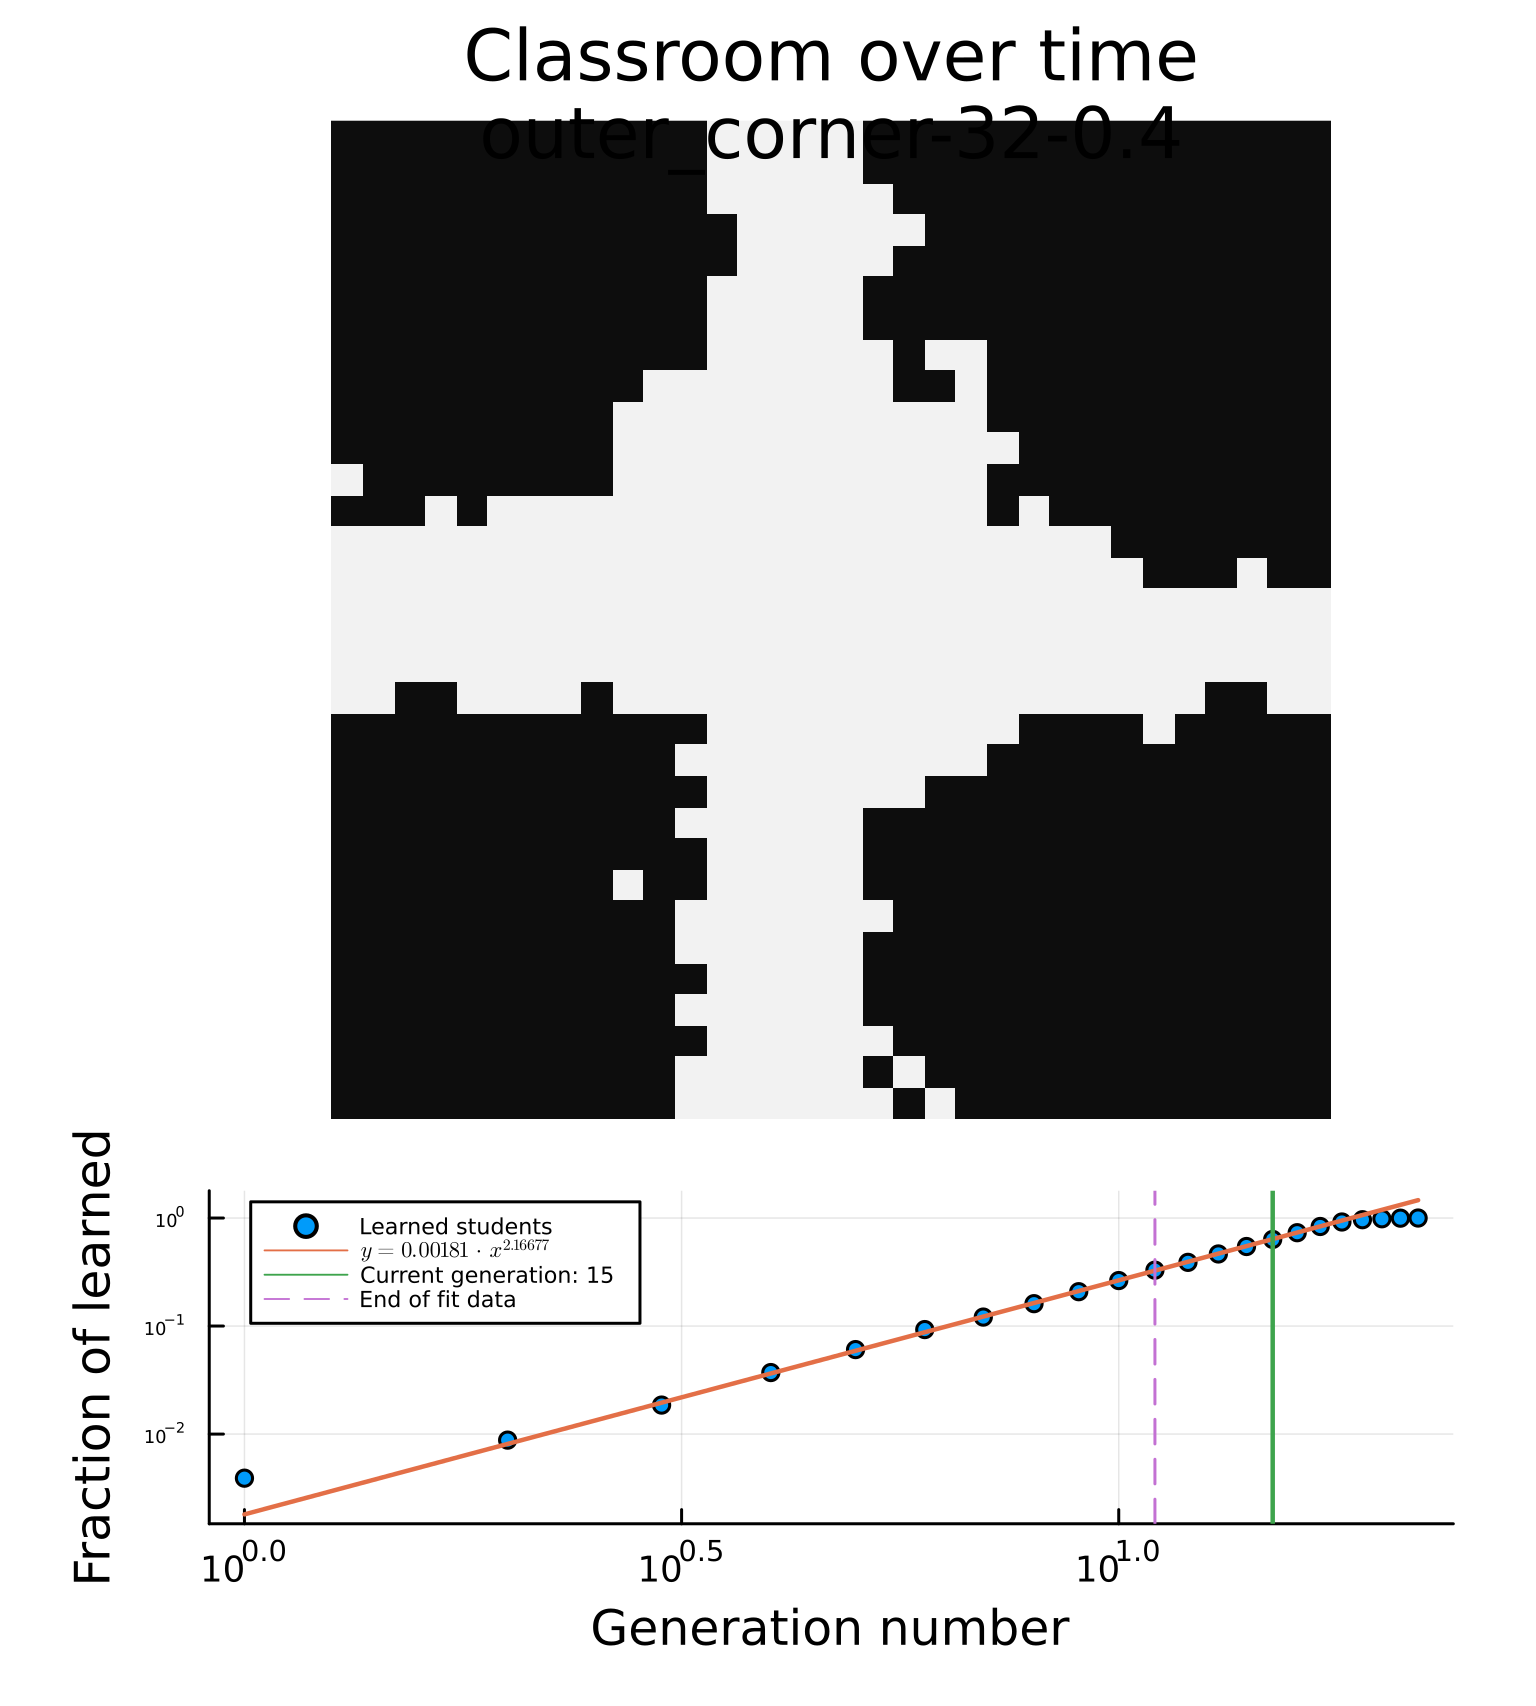 Classroom over time
outer_corner-32-0.4
Fraction of learned
10⁰
10⁻¹
10⁻²
Learned students
y = 0.00181 · x^2.16677
Current generation: 15
End of fit data
10^0.0
10^0.5
10^1.0
Generation number